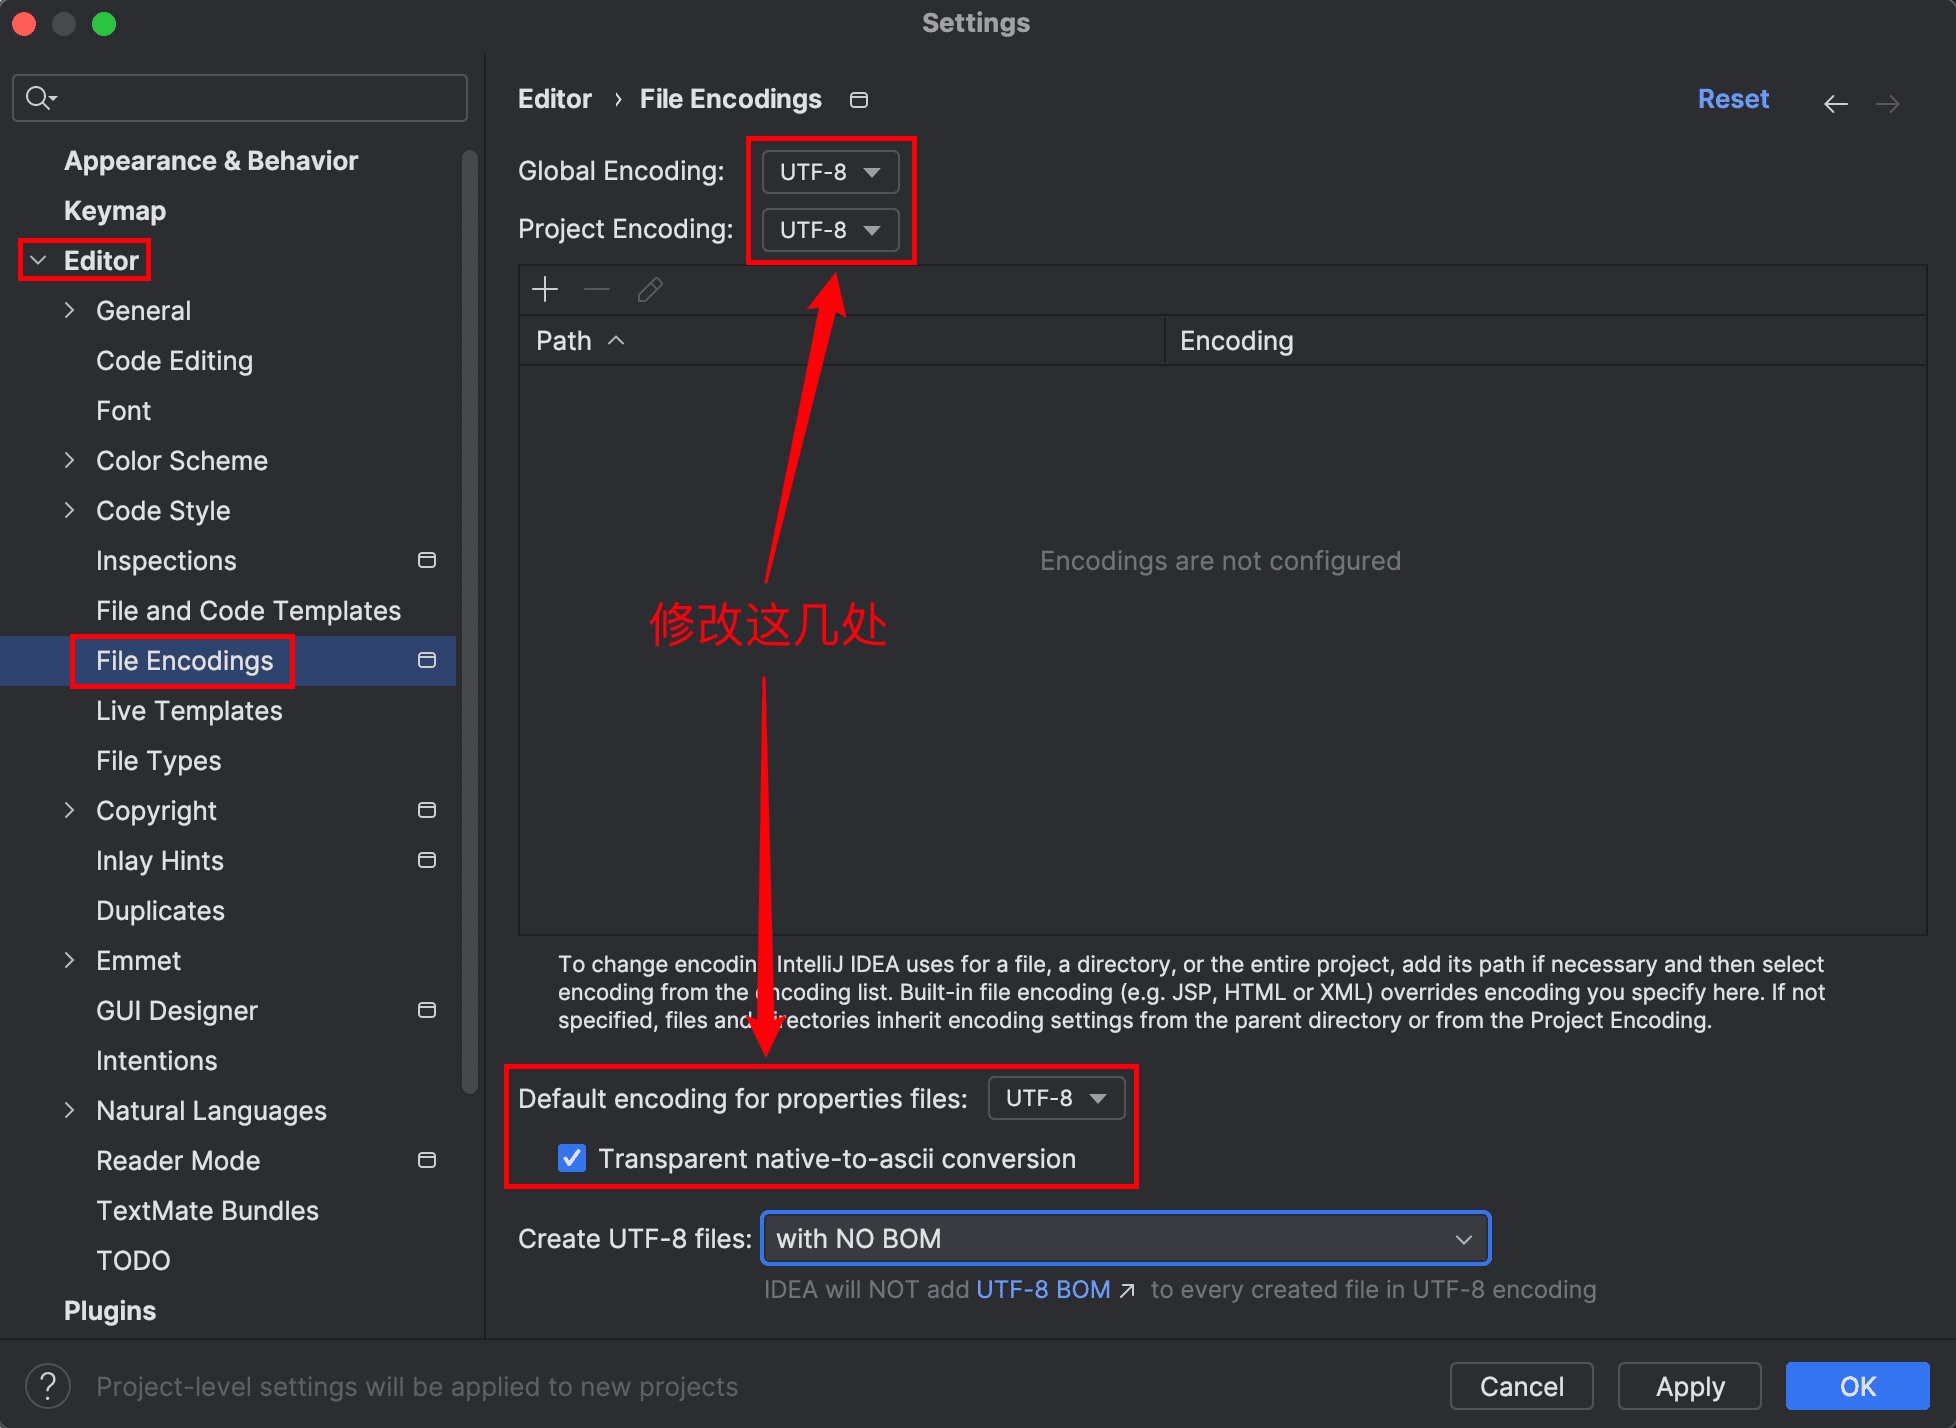 Settings
Appearance & Behavior
Keymap
Editor
General
Code Editing
Font
Color Scheme
Code Style
Inspections
File and Code Templates
File Encodings
Live Templates
File Types
Copyright
Inlay Hints
Duplicates
Emmet
GUI Designer
Intentions
Natural Languages
Reader Mode
TextMate Bundles
TODO
Plugins
Editor › File Encodings
Reset
Global Encoding: UTF-8
Project Encoding: UTF-8
Path Encoding
Encodings are not configured
修改这几处
To change encodin IntelliJ IDEA uses for a file, a directory, or the entire project, add its path if necessary and then select
encoding from the ncoding list. Built-in file encoding (e.g. JSP, HTML or XML) overrides encoding you specify here. If not
specified, files and irectories inherit encoding settings from the parent directory or from the Project Encoding.
Default encoding for properties files: UTF-8
Transparent native-to-ascii conversion
Create UTF-8 files: with NO BOM
IDEA will NOT add UTF-8 BOM ↗ to every created file in UTF-8 encoding
? Project-level settings will be applied to new projects
Cancel Apply OK